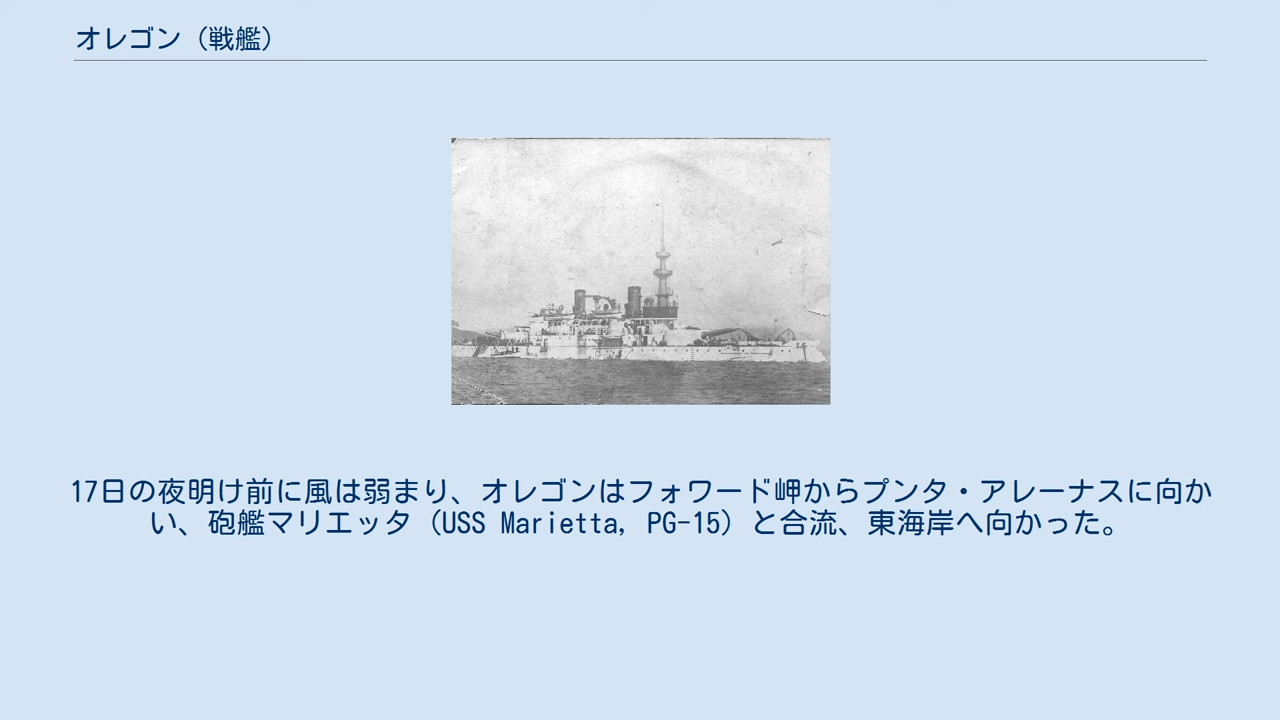 オレゴン（戦艦）
17日の夜明け前に風は弱まり、オレゴンはフォワード岬からプンタ・アレーナスに向か
い、砲艦マリエッタ（USS Marietta, PG-15）と合流、東海岸へ向かった。